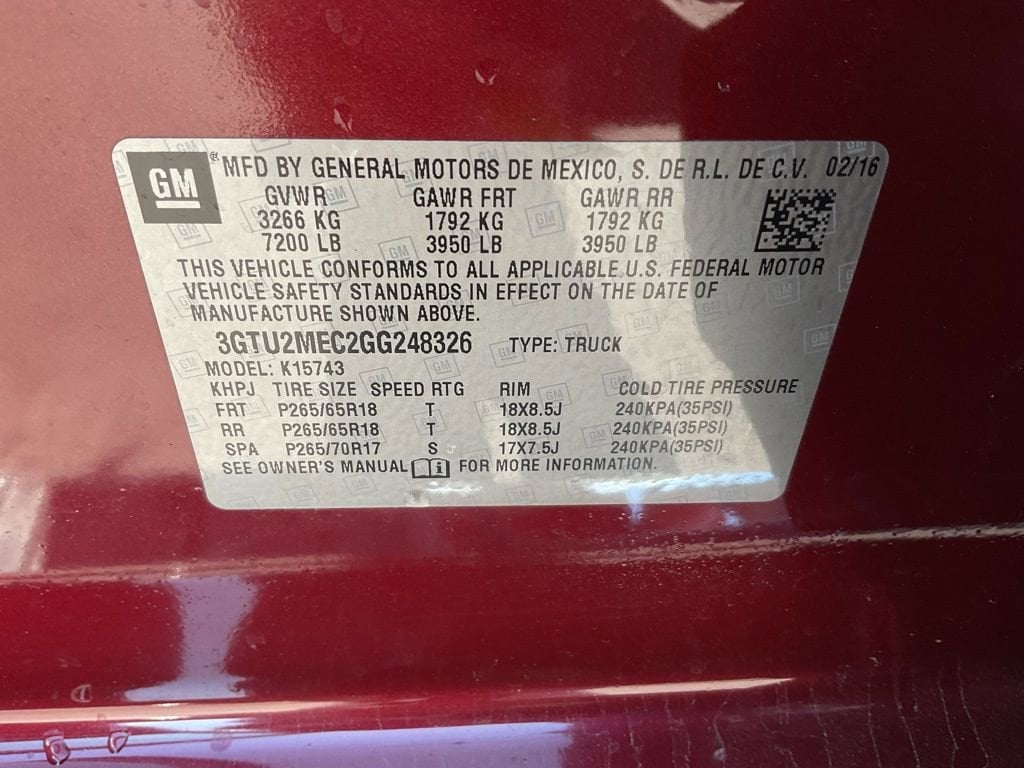 GM® MFD BY GENERAL MOTORS DE MEXICO, S. DE R.L. DE C.V. 02/16
GVWR GAWR FRT GAWR RR
3266 KG 1792 KG 1792 KG
7200 LB 3950 LB 3950 LB
THIS VEHICLE CONFORMS TO ALL APPLICABLE U.S. FEDERAL MOTOR
VEHICLE SAFETY STANDARDS IN EFFECT ON THE DATE OF
MANUFACTURE SHOWN ABOVE.
3GTU2MEC2GG248326 TYPE: TRUCK
MODEL: K15743
KHPJ TIRE SIZE SPEED RTG RIM COLD TIRE PRESSURE
FRT P265/65R18 T 18X8.5J 240KPA(35PSI)
RR P265/65R18 T 18X8.5J 240KPA(35PSI)
SPA P265/70R17 S 17X7.5J 240KPA(35PSI)
SEE OWNER'S MANUAL i FOR MORE INFORMATION.